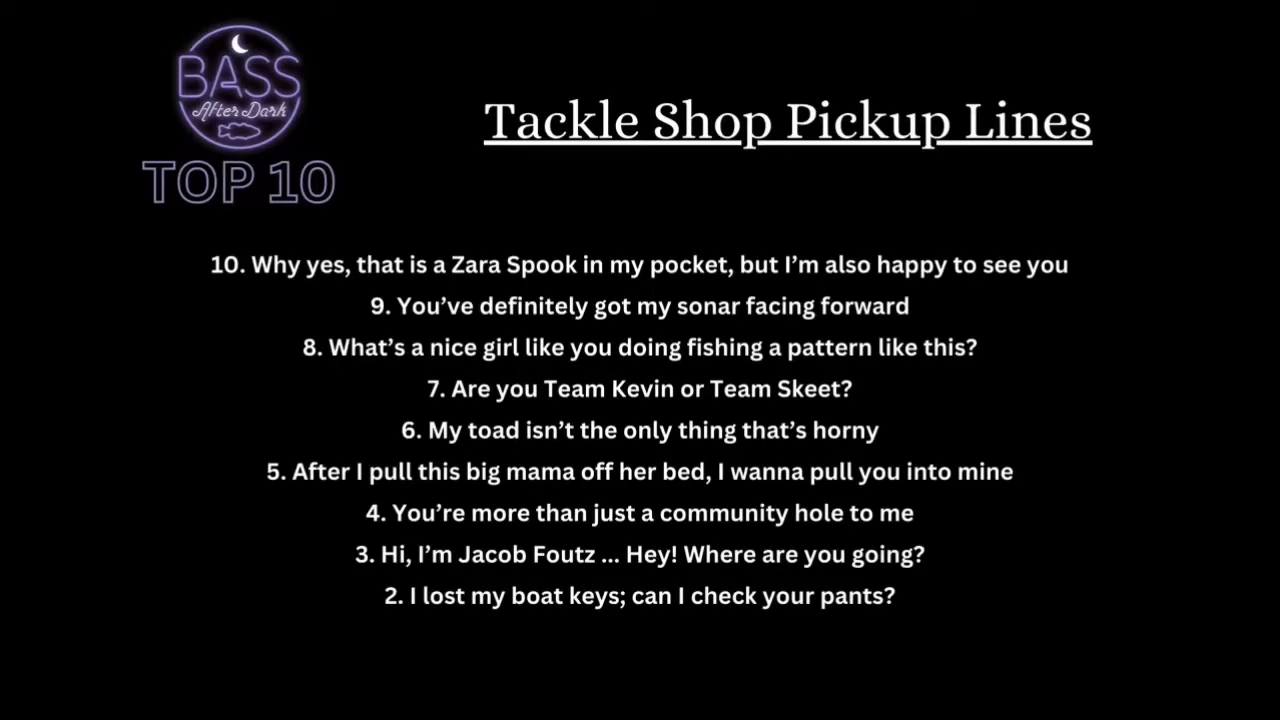 BASS
After Dark
TOP 10
Tackle Shop Pickup Lines
10. Why yes, that is a Zara Spook in my pocket, but I’m also happy to see you
9. You’ve definitely got my sonar facing forward
8. What’s a nice girl like you doing fishing a pattern like this?
7. Are you Team Kevin or Team Skeet?
6. My toad isn’t the only thing that’s horny
5. After I pull this big mama off her bed, I wanna pull you into mine
4. You’re more than just a community hole to me
3. Hi, I’m Jacob Foutz ... Hey! Where are you going?
2. I lost my boat keys; can I check your pants?